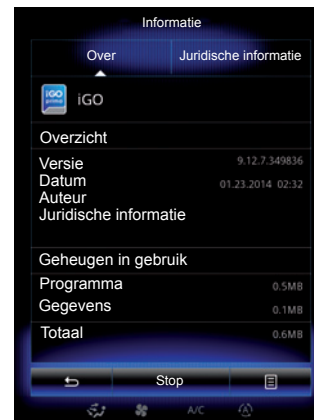 Informatie
Over Juridische informatie
iGO
prime
iGO
Overzicht
Versie 9.12.7.349836
Datum 01.23.2014 02:32
Auteur
Juridische informatie
Geheugen in gebruik
Programma 0.5MB
Gegevens 0.1MB
Totaal 0.6MB
Stop
A/C A